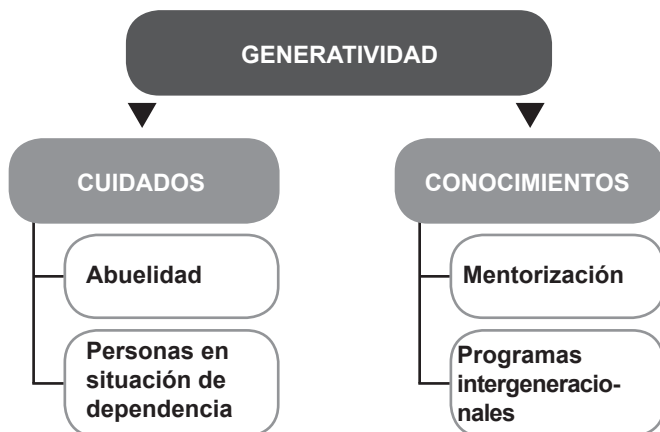 GENERATIVIDAD
CUIDADOS
Abuelidad
Personas en
situación de
dependencia
CONOCIMIENTOS
Mentorización
Programas
intergeneracio-
nales